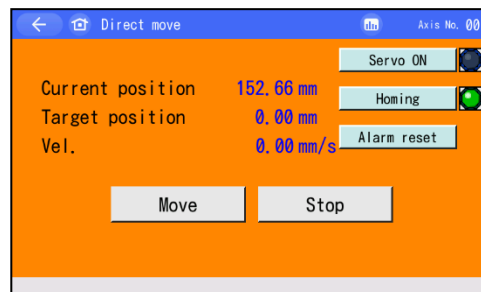 Direct move Axis No. 00
Servo ON
Current position 152.66 mm
Homing
Target position 0.00 mm
Alarm reset
Vel. 0.00 mm/s
Move Stop